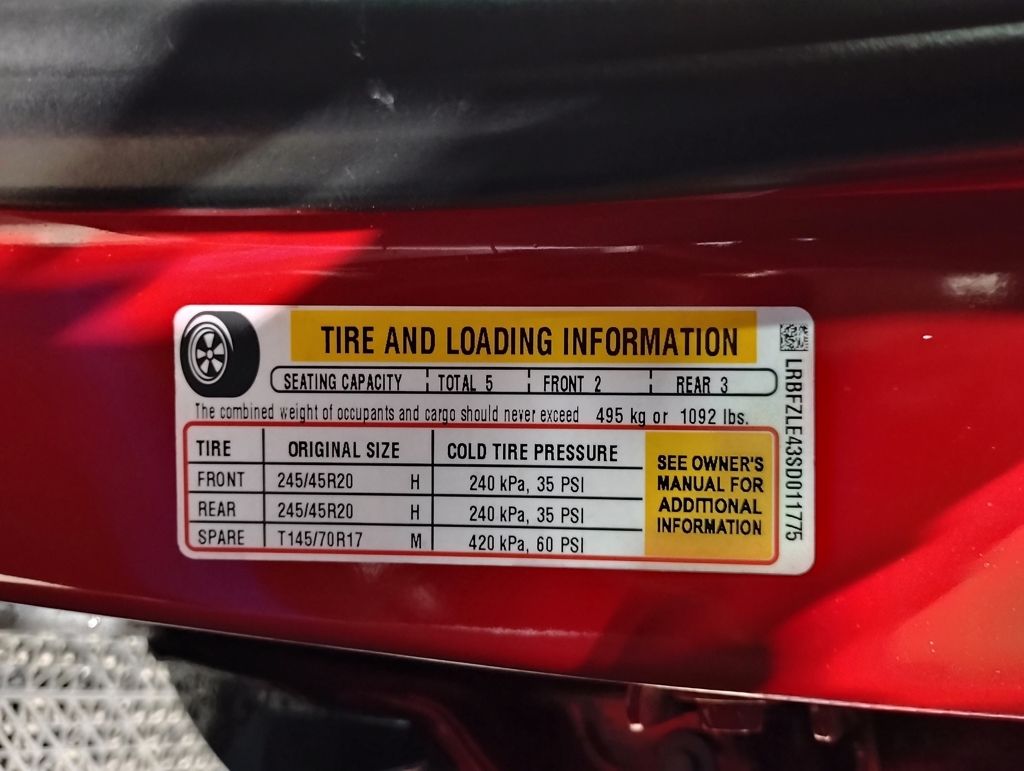 TIRE AND LOADING INFORMATION
SEATING CAPACITY TOTAL 5 FRONT 2 REAR 3
The combined weight of occupants and cargo should never exceed 495 kg or 1092 lbs.
TIRE ORIGINAL SIZE COLD TIRE PRESSURE
FRONT 245/45R20 H 240 kPa, 35 PSI
REAR 245/45R20 H 240 kPa, 35 PSI
SPARE T145/70R17 M 420 kPa, 60 PSI
SEE OWNER'S
MANUAL FOR
ADDITIONAL
INFORMATION
LRBFZLE43SD011775